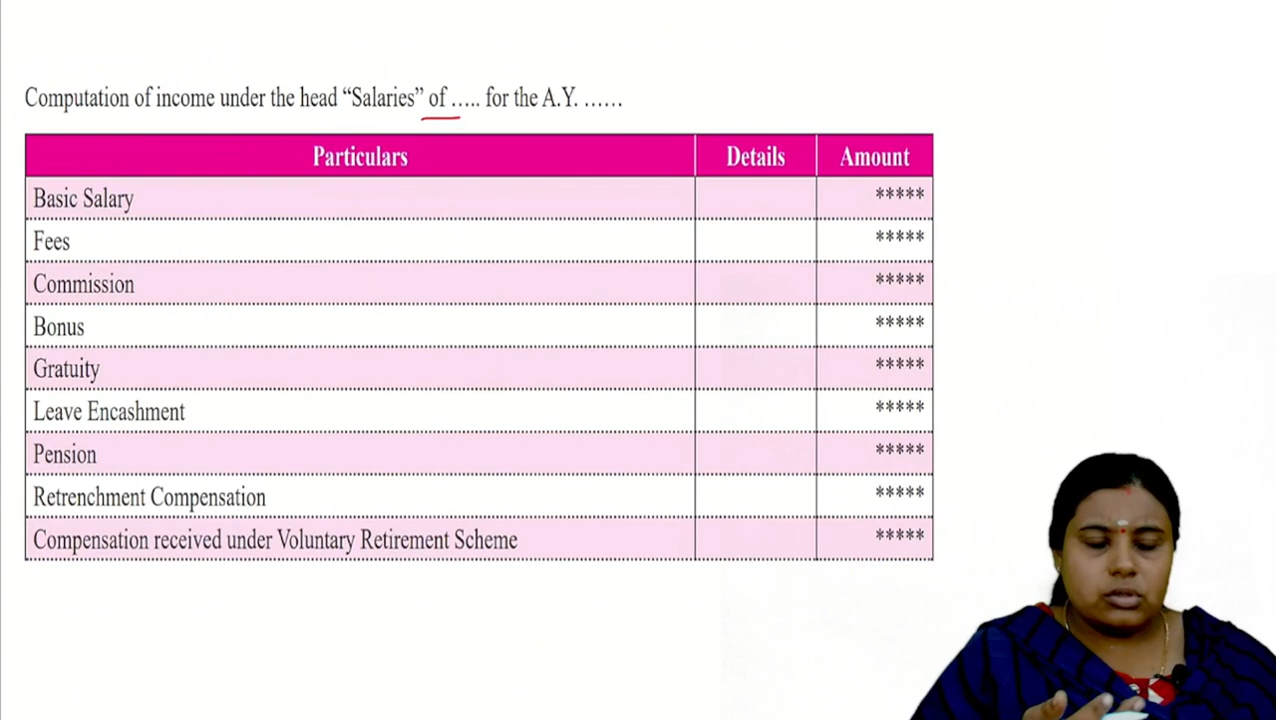 Computation of income under the head “Salaries” of ….. for the A.Y. ……
Particulars Details Amount
Basic Salary *****
Fees *****
Commission *****
Bonus *****
Gratuity *****
Leave Encashment *****
Pension *****
Retrenchment Compensation *****
Compensation received under Voluntary Retirement Scheme *****